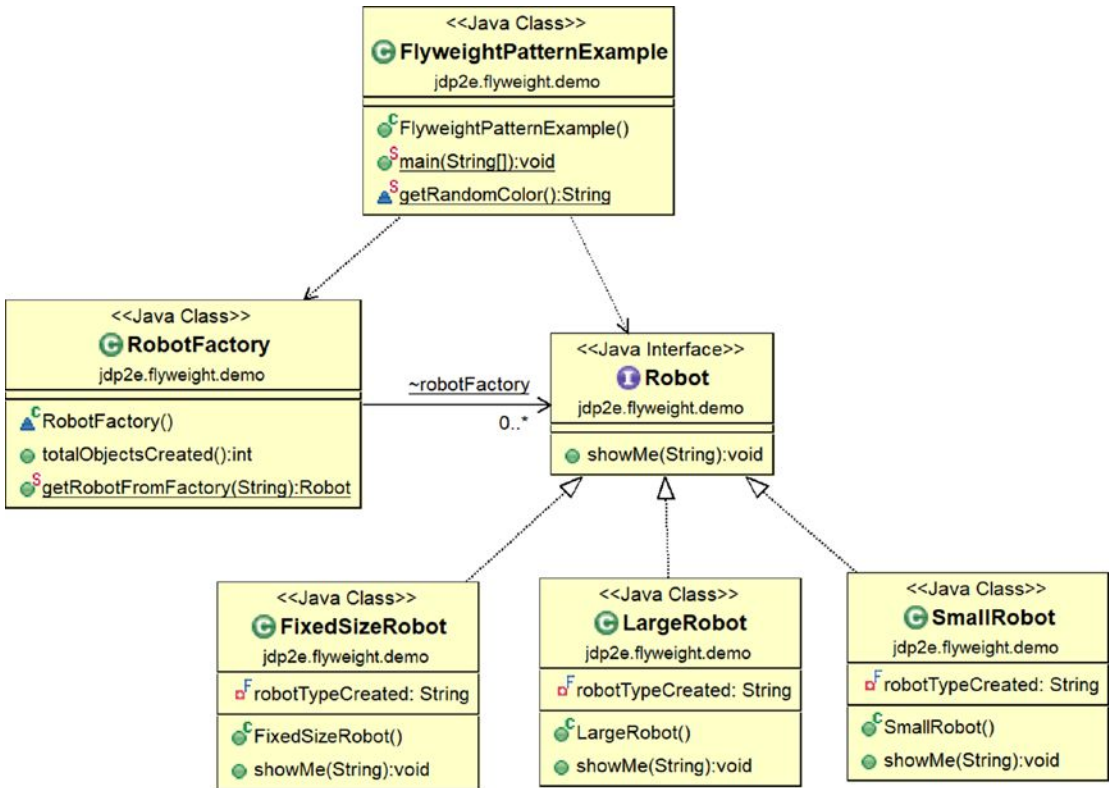 <<Java Class>>
FlyweightPatternExample
jdp2e.flyweight.demo
FlyweightPatternExample()
main(String[]):void
getRandomColor():String
<<Java Class>>
RobotFactory
jdp2e.flyweight.demo
RobotFactory()
totalObjectsCreated():int
getRobotFromFactory(String):Robot
~robotFactory
0..*
<<Java Interface>>
Robot
jdp2e.flyweight.demo
showMe(String):void
<<Java Class>>
FixedSizeRobot
jdp2e.flyweight.demo
robotTypeCreated: String
FixedSizeRobot()
showMe(String):void
<<Java Class>>
LargeRobot
jdp2e.flyweight.demo
robotTypeCreated: String
LargeRobot()
showMe(String):void
<<Java Class>>
SmallRobot
jdp2e.flyweight.demo
robotTypeCreated: String
SmallRobot()
showMe(String):void